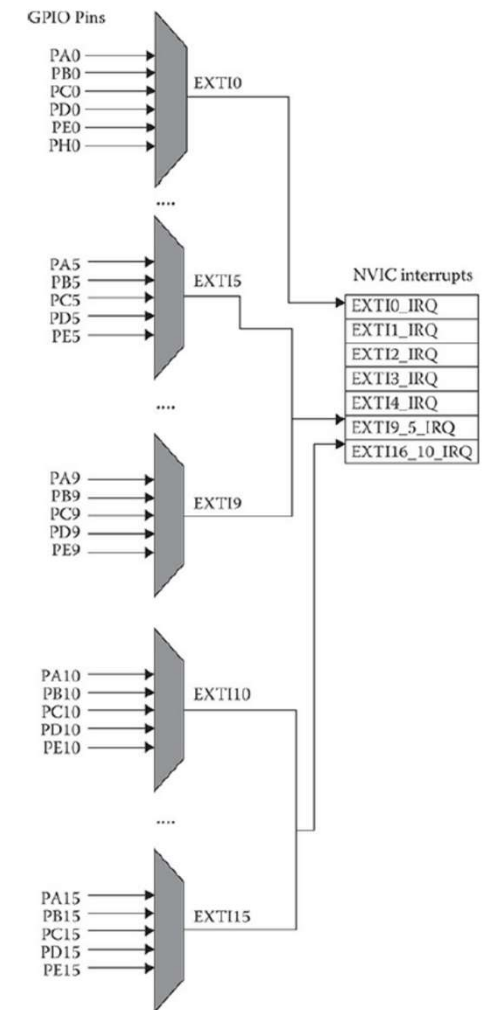 GPIO Pins
PA0
PB0
PC0
PD0
PE0
PH0
EXTI0
....
PA5
PB5
PC5
PD5
PE5
EXTI5
....
PA9
PB9
PC9
PD9
PE9
EXTI9
PA10
PB10
PC10
PD10
PE10
EXTI10
....
PA15
PB15
PC15
PD15
PE15
EXTI15
NVIC interrupts
EXTI0_IRQ
EXTI1_IRQ
EXTI2_IRQ
EXTI3_IRQ
EXTI4_IRQ
EXTI9_5_IRQ
EXTI16_10_IRQ